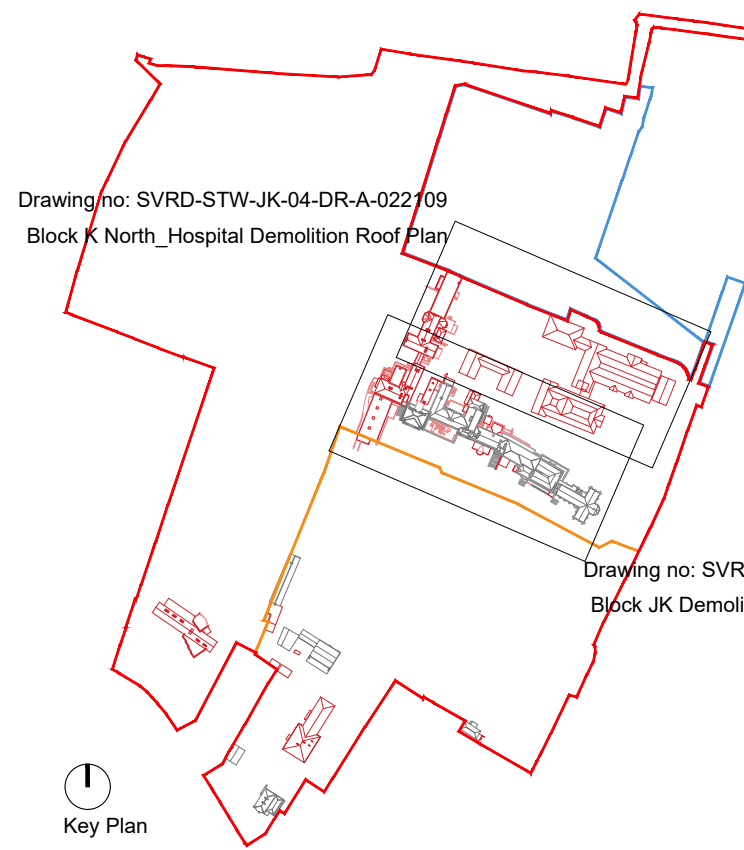 Drawing no: SVRD-STW-JK-04-DR-A-022109
Block K North_Hospital Demolition Roof Plan
Drawing no: SVR
Block JK Demoli
Key Plan